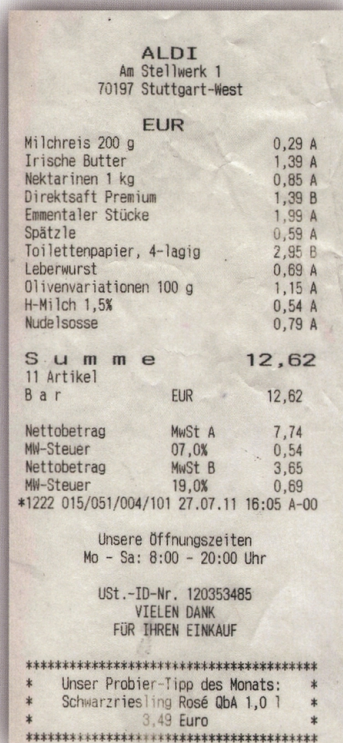 ALDI
Am Stellwerk 1
70197 Stuttgart-West
EUR
Milchreis 200 g 0,29 A
Irische Butter 1,39 A
Nektarinen 1 kg 0,85 A
Direktsaft Premium 1,39 B
Emmentaler Stücke 1,99 A
Spätzle 0,59 A
Toilettenpapier, 4-lagig 2,95 B
Leberwurst 0,69 A
Olivenvariationen 100 g 1,15 A
H-Milch 1,5% 0,54 A
Nudelsosse 0,79 A
S u m m e 12,62
11 Artikel
B a r EUR 12,62
Nettobetrag MwSt A 7,74
MW-Steuer 07,0% 0,54
Nettobetrag MwSt B 3,65
MW-Steuer 19,0% 0,69
*1222 015/051/004/101 27.07.11 16:05 A-00
Unsere Öffnungszeiten
Mo - Sa: 8:00 - 20:00 Uhr
USt.-ID-Nr. 120353485
VIELEN DANK
FÜR IHREN EINKAUF
****************************************
* Unser Probier-Tipp des Monats: *
* Schwarzriesling Rosé QbA 1,0 l *
* 3,49 Euro *
****************************************